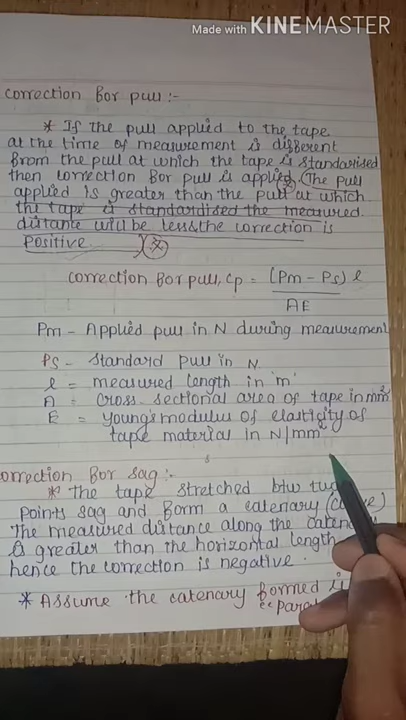 Made with KINEMASTER
correction for pull :-
* If the pull applied to the tape
at the time of measurement is different
from the pull at which the tape is standarised
then correction for pull is applied. The pull
applied is greater than the pull at which
the tape is standardised the measured
distance will be less & the correction is
Positive.
correction for pull, Cp = (Pm - Ps) l
AE
Pm - Applied pull in N during measurement
Ps - Standard pull in N
l = measured length in 'm'
A = cross-sectional area of tape in mm²
E = Young's modulus of elasticity of
tape material in N/mm²
orrection for sag :-
* The tape stretched btw two
points sag and form a catenary
The measured distance along the
is greater than the horizontal length
hence the correction is negative.
* Assume the catenary formed